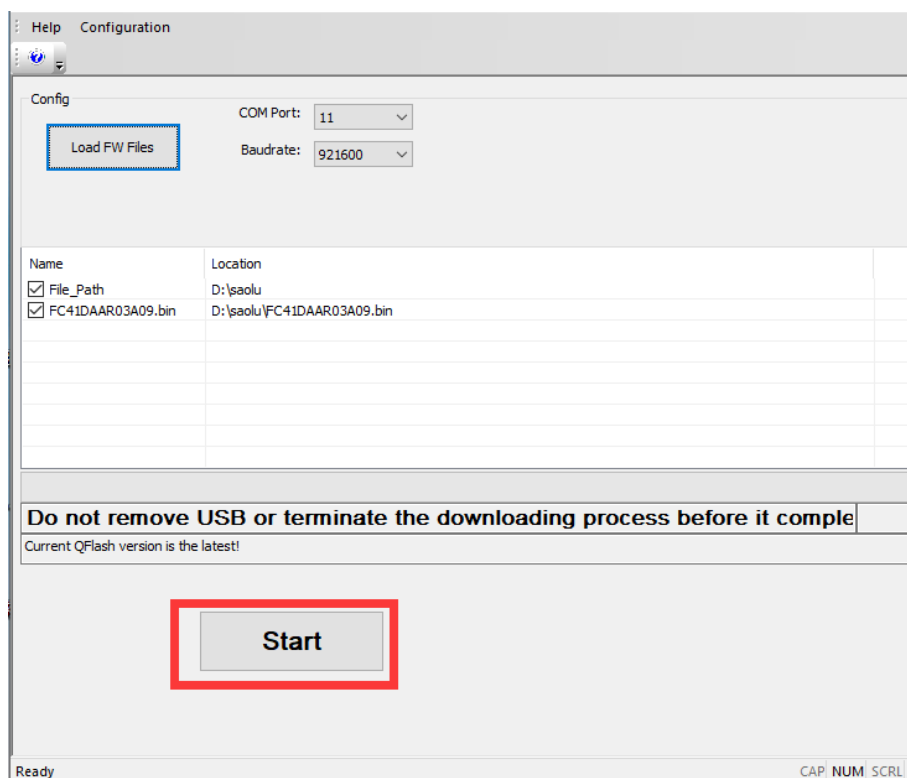 Help Configuration
Config
Load FW Files
COM Port: 11
Baudrate: 921600
Name Location
File_Path D:\saolu
FC41DAAR03A09.bin D:\saolu\FC41DAAR03A09.bin
Do not remove USB or terminate the downloading process before it comple
Current QFlash version is the latest!
Start
Ready CAP NUM SCRL